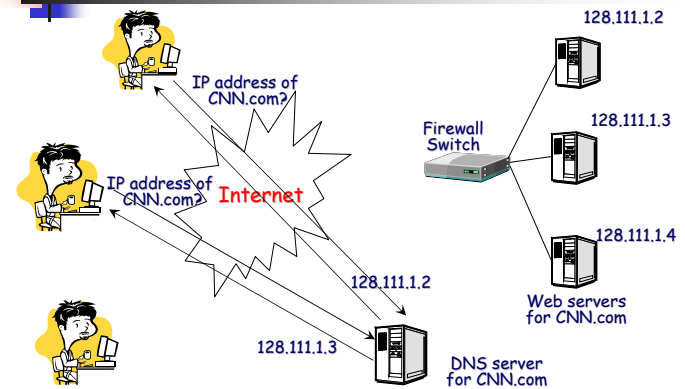 128.111.1.2
IP address of
CNN.com?
Firewall
Switch
128.111.1.3
IP address of
CNN.com?
Internet
128.111.1.4
128.111.1.2
Web servers
for CNN.com
128.111.1.3
DNS server
for CNN.com